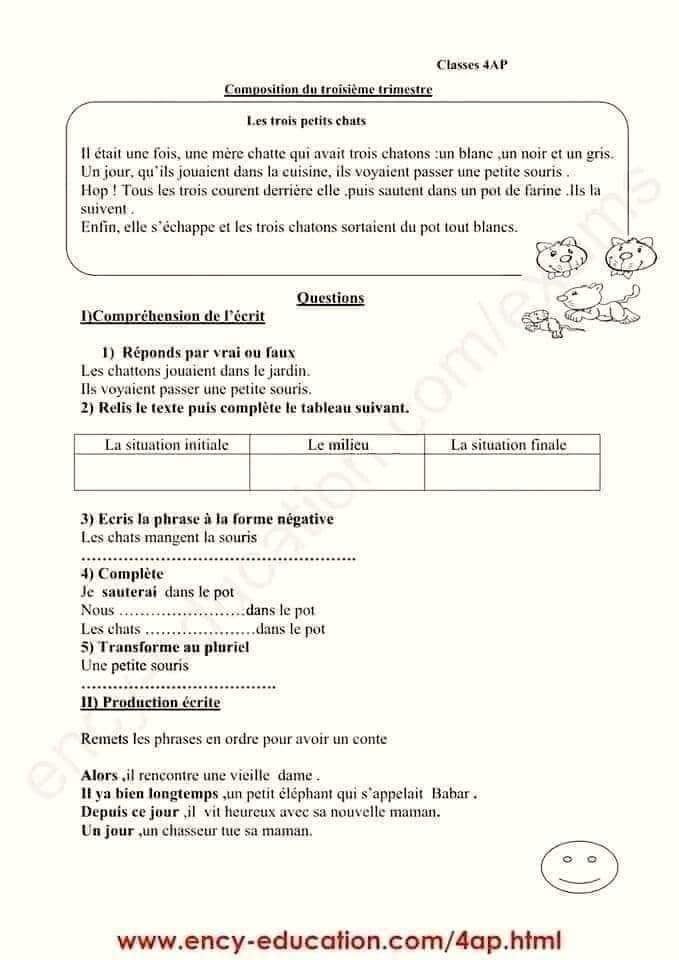 Classes 4AP
Composition du troisième trimestre
Les trois petits chats
Il était une fois, une mère chatte qui avait trois chatons :un blanc ,un noir et un gris.
Un jour, qu'ils jouaient dans la cuisine, ils voyaient passer une petite souris .
Hop ! Tous les trois courent derrière elle .puis sautent dans un pot de farine .Ils la
suivent .
Enfin, elle s'échappe et les trois chatons sortaient du pot tout blancs.
Questions
I)Compréhension de l'écrit
1) Réponds par vrai ou faux
Les chattons jouaient dans le jardin.
Ils voyaient passer une petite souris.
2) Relis le texte puis complète le tableau suivant.
La situation initiale Le milieu La situation finale
3) Ecris la phrase à la forme négative
Les chats mangent la souris
……………………………………………….
4) Complète
Je sauterai dans le pot
Nous …………………….dans le pot
Les chats ………………….dans le pot
5) Transforme au pluriel
Une petite souris
…………………………………
II) Production écrite
Remets les phrases en ordre pour avoir un conte
Alors ,il rencontre une vieille dame .
Il ya bien longtemps ,un petit éléphant qui s'appelait Babar .
Depuis ce jour ,il vit heureux avec sa nouvelle maman.
Un jour ,un chasseur tue sa maman.
ency-education.com/exams
www.ency-education.com/4ap.html